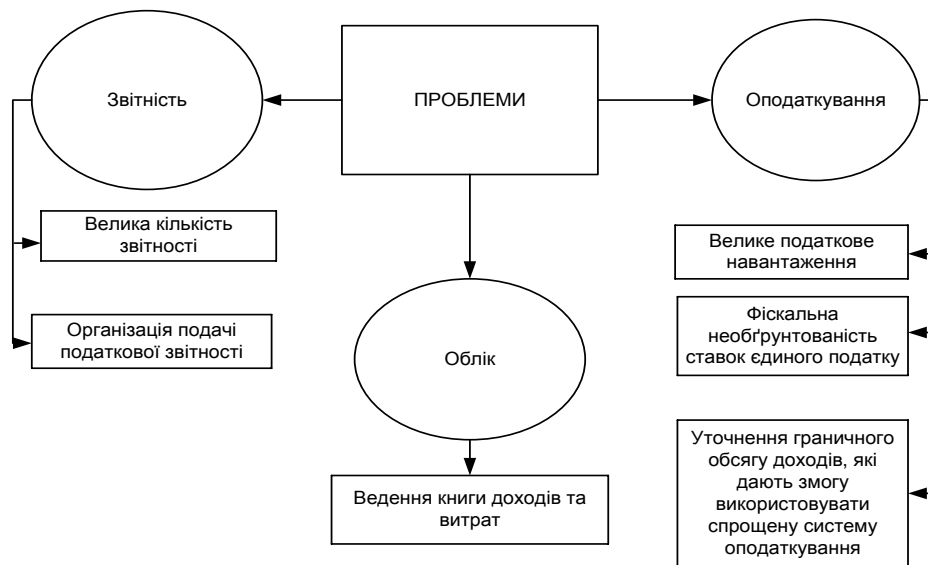 Звітність
ПРОБЛЕМИ
Оподаткування
Велика кількість
звітності
Організація подачі
податкової звітності
Облік
Ведення книги доходів та
витрат
Велике податкове
навантаження
Фіскальна
необґрунтованість
ставок єдиного податку
Уточнення граничного
обсягу доходів, які
дають змогу
використовувати
спрощену систему
оподаткування